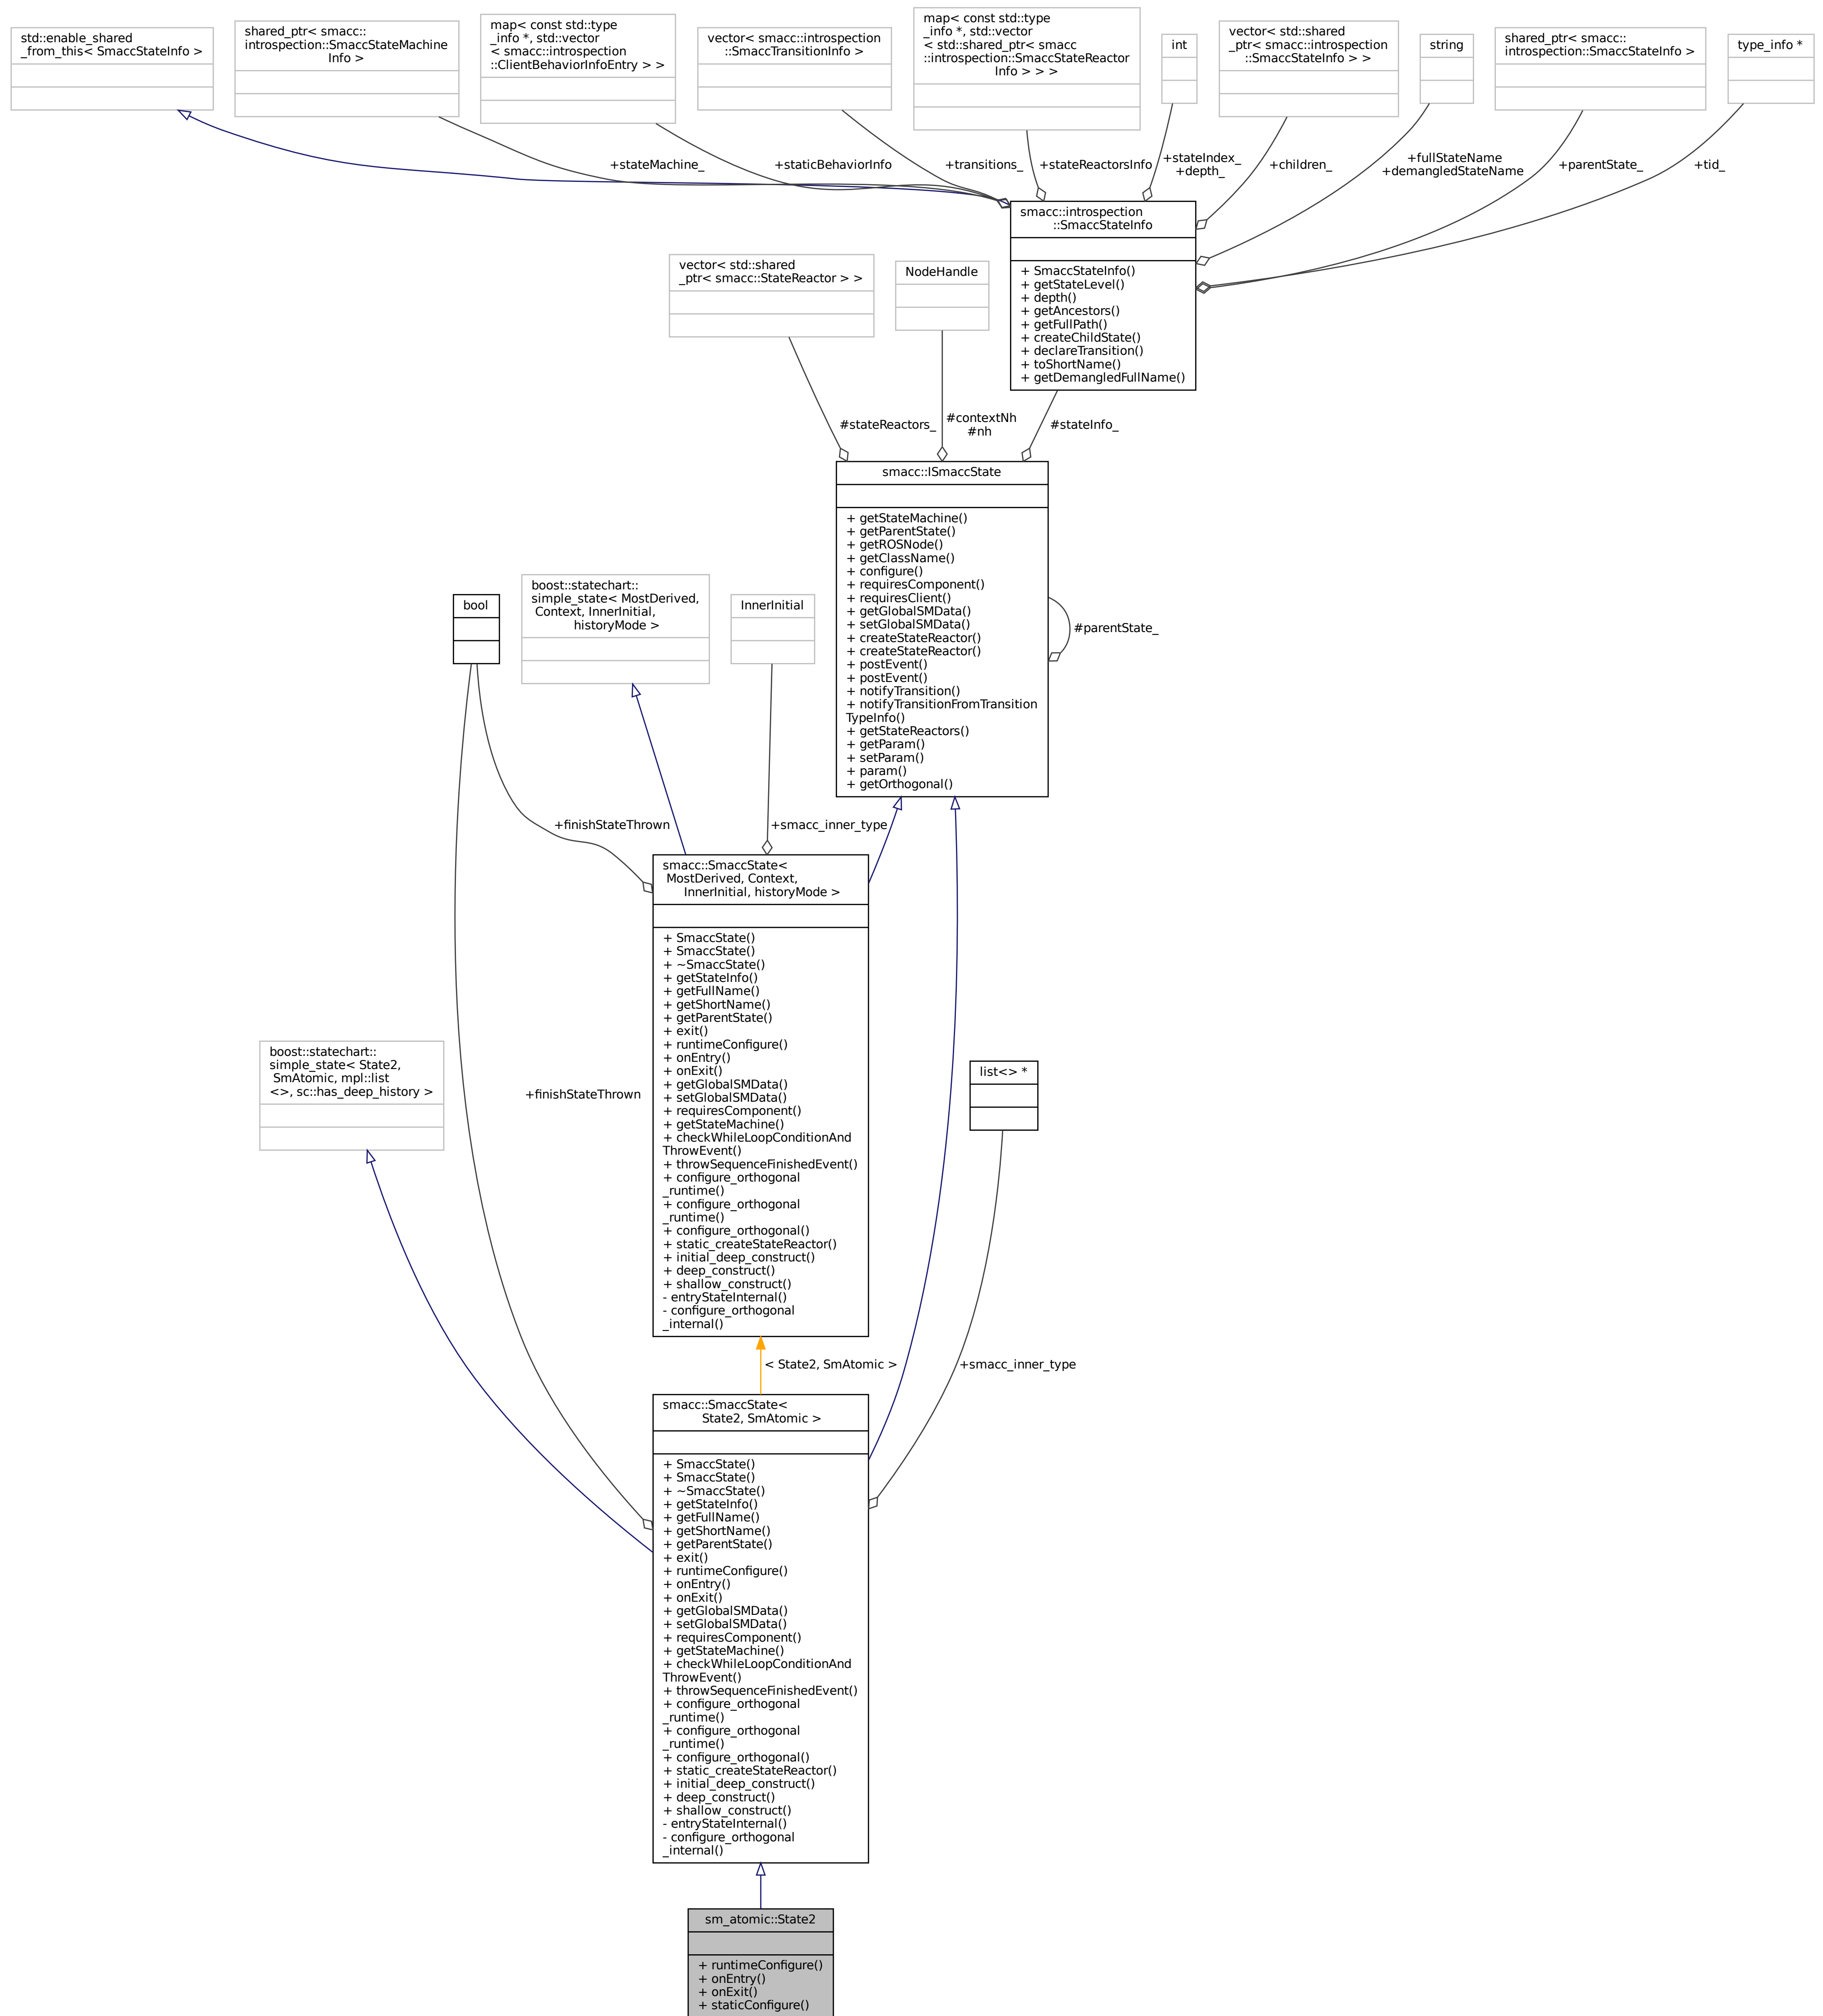 std::enable_shared
_from_this< SmaccStateInfo >
shared_ptr< smacc::
introspection::SmaccStateMachine
Info >
map< const std::type
_info *, std::vector
< smacc::introspection
::ClientBehaviorInfoEntry > >
vector< smacc::introspection
::SmaccTransitionInfo >
map< const std::type
_info *, std::vector
< std::shared_ptr< smacc
::introspection::SmaccStateReactor
Info > > >
int
vector< std::shared
_ptr< smacc::introspection
::SmaccStateInfo > >
string
shared_ptr< smacc::
introspection::SmaccStateInfo >
type_info *
+stateMachine_
+staticBehaviorInfo
+transitions_
+stateReactorsInfo
+stateIndex_
+depth_
+children_
+fullStateName
+demangledStateName
+parentState_
+tid_
smacc::introspection
::SmaccStateInfo
+ SmaccStateInfo()
+ getStateLevel()
+ depth()
+ getAncestors()
+ getFullPath()
+ createChildState()
+ declareTransition()
+ toShortName()
+ getDemangledFullName()
vector< std::shared
_ptr< smacc::StateReactor > >
NodeHandle
#stateReactors_
#contextNh
#nh
#stateInfo_
smacc::ISmaccState
+ getStateMachine()
+ getParentState()
+ getROSNode()
+ getClassName()
+ configure()
+ requiresComponent()
+ requiresClient()
+ getGlobalSMData()
+ setGlobalSMData()
+ createStateReactor()
+ createStateReactor()
+ postEvent()
+ postEvent()
+ notifyTransition()
+ notifyTransitionFromTransition
TypeInfo()
+ getStateReactors()
+ getParam()
+ setParam()
+ param()
+ getOrthogonal()
#parentState_
bool
boost::statechart::
simple_state< MostDerived,
Context, InnerInitial,
historyMode >
InnerInitial
+finishStateThrown
+smacc_inner_type
smacc::SmaccState<
MostDerived, Context,
InnerInitial, historyMode >
+ SmaccState()
+ SmaccState()
+ ~SmaccState()
+ getStateInfo()
+ getFullName()
+ getShortName()
+ getParentState()
+ exit()
+ runtimeConfigure()
+ onEntry()
+ onExit()
+ getGlobalSMData()
+ setGlobalSMData()
+ requiresComponent()
+ getStateMachine()
+ checkWhileLoopConditionAnd
ThrowEvent()
+ throwSequenceFinishedEvent()
+ configure_orthogonal
_runtime()
+ configure_orthogonal
_runtime()
+ configure_orthogonal()
+ static_createStateReactor()
+ initial_deep_construct()
+ deep_construct()
+ shallow_construct()
- entryStateInternal()
- configure_orthogonal
_internal()
boost::statechart::
simple_state< State2,
SmAtomic, mpl::list
<>, sc::has_deep_history >
+finishStateThrown
list<> *
< State2, SmAtomic >
+smacc_inner_type
smacc::SmaccState<
State2, SmAtomic >
+ SmaccState()
+ SmaccState()
+ ~SmaccState()
+ getStateInfo()
+ getFullName()
+ getShortName()
+ getParentState()
+ exit()
+ runtimeConfigure()
+ onEntry()
+ onExit()
+ getGlobalSMData()
+ setGlobalSMData()
+ requiresComponent()
+ getStateMachine()
+ checkWhileLoopConditionAnd
ThrowEvent()
+ throwSequenceFinishedEvent()
+ configure_orthogonal
_runtime()
+ configure_orthogonal
_runtime()
+ configure_orthogonal()
+ static_createStateReactor()
+ initial_deep_construct()
+ deep_construct()
+ shallow_construct()
- entryStateInternal()
- configure_orthogonal
_internal()
sm_atomic::State2
+ runtimeConfigure()
+ onEntry()
+ onExit()
+ staticConfigure()